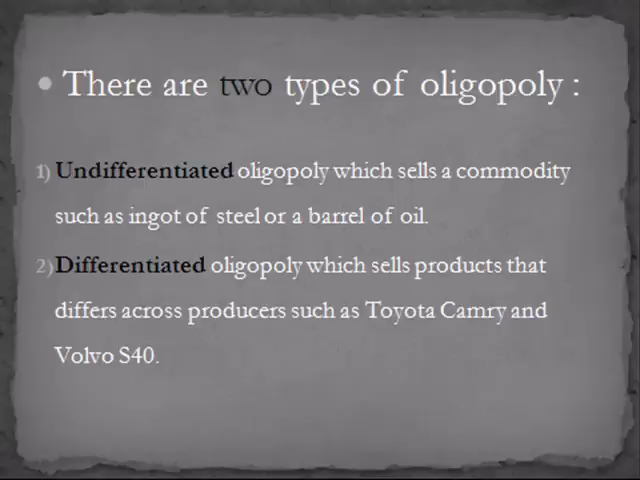 • There are two types of oligopoly :
1) Undifferentiated oligopoly which sells a commodity
such as ingot of steel or a barrel of oil.
2) Differentiated oligopoly which sells products that
differs across producers such as Toyota Camry and
Volvo S40.